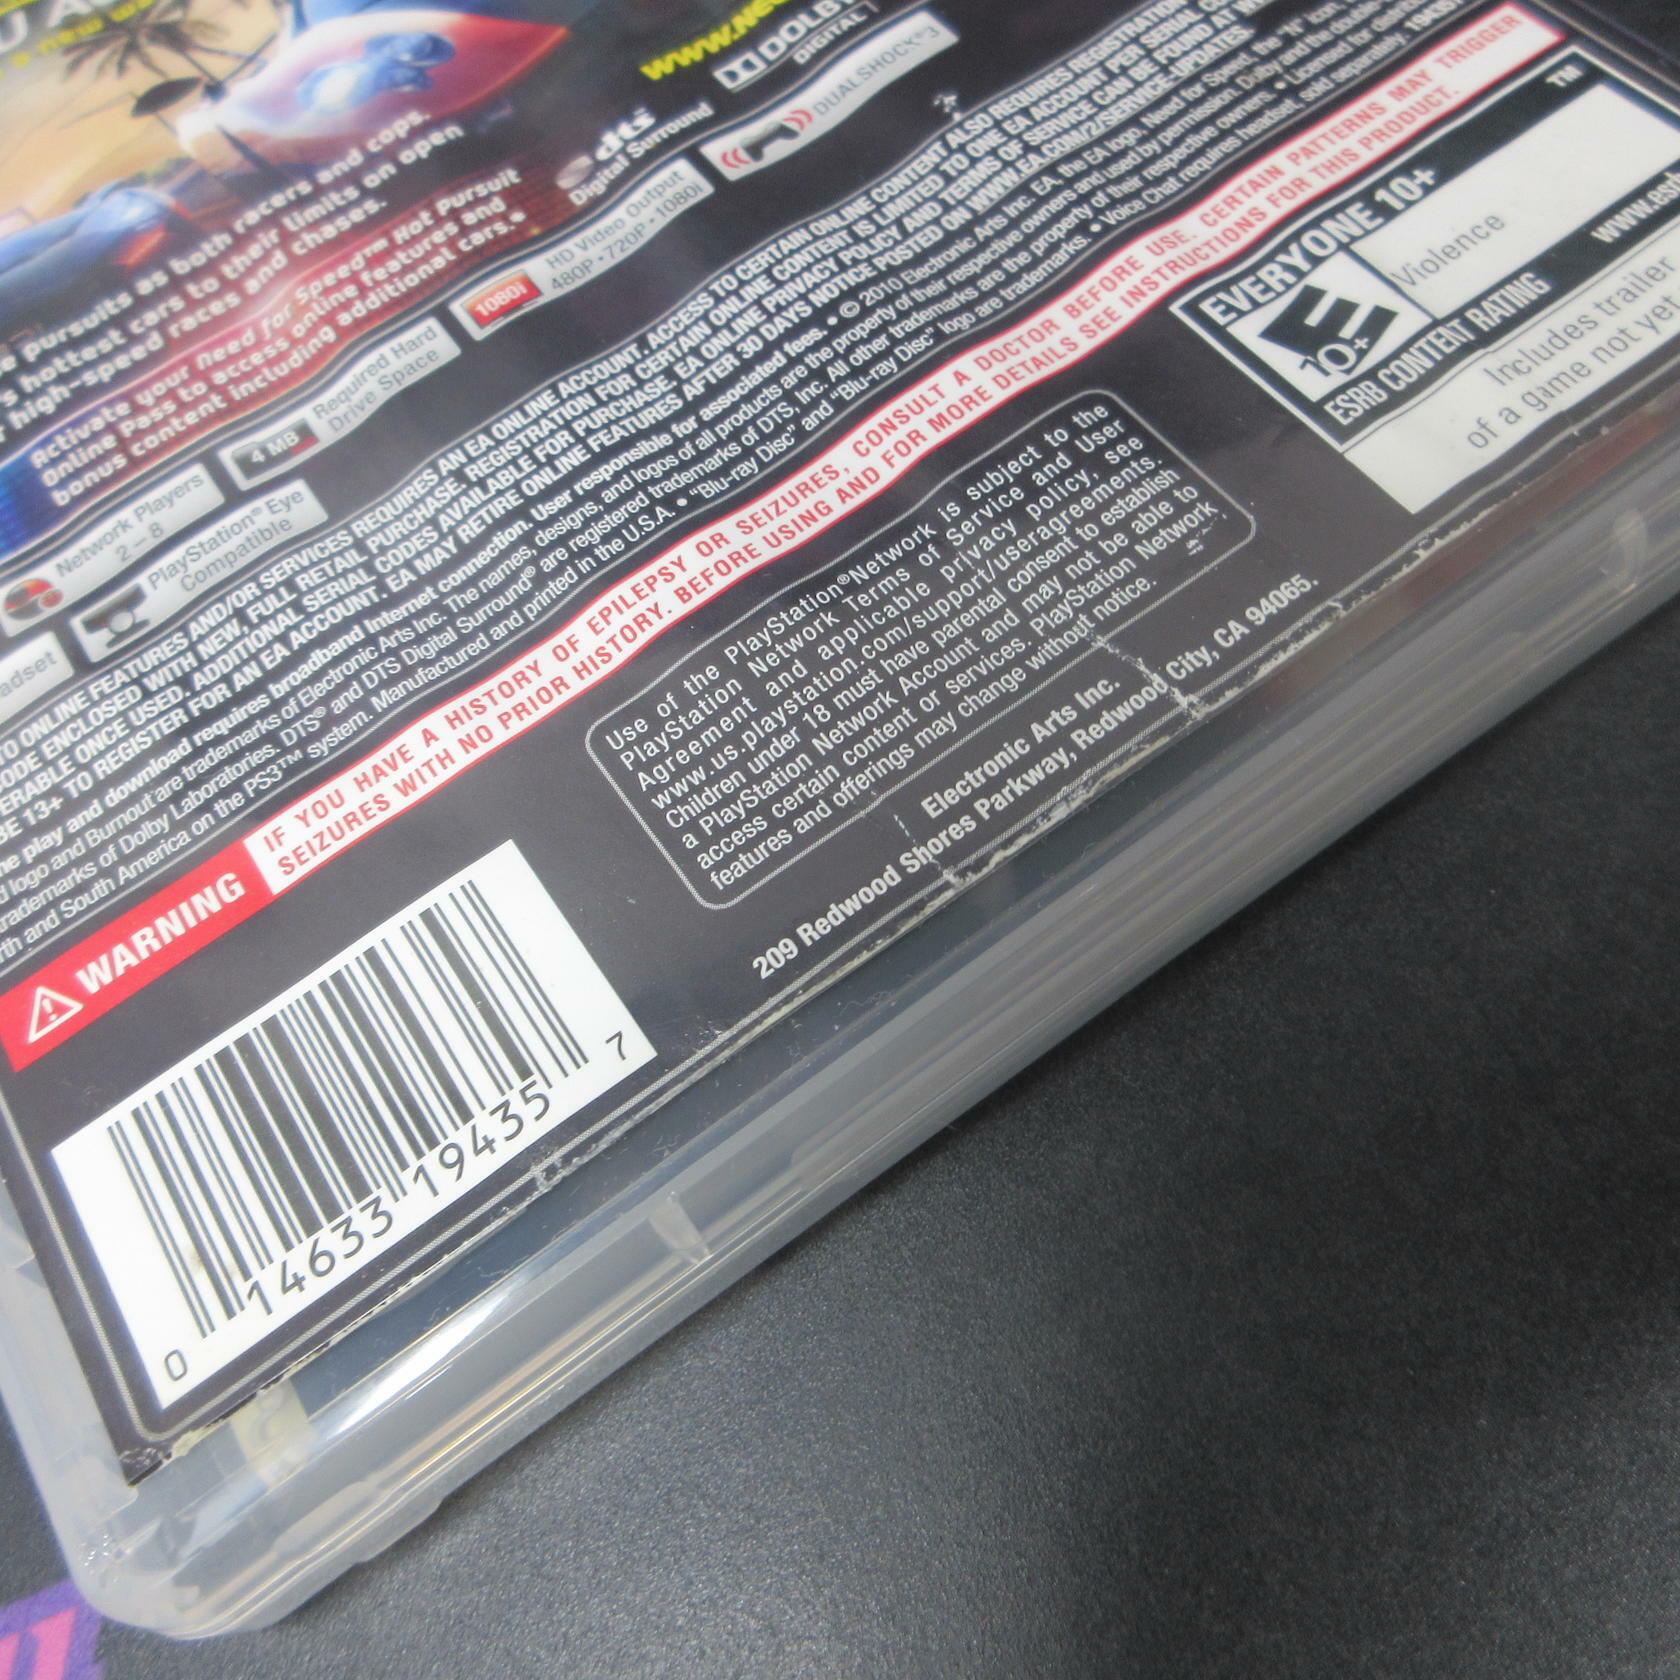 a new wa
www.nee
DOLBY
DIGITAL
dts
Digital Surround
DUALSHOCK®3
HD Video Output
480P•720P•1080i
1080i
Pursuits as both racers and cops.
hottest cars to their limits on open
high-speed races and chases.
Activate your Need for Speed™ Hot Pursuit
Online Pass to access online features and
bonus content including additional cars.*
4 MB
Required Hard
Drive Space
Network Players
2–8
PlayStation®Eye
Compatible
adset
TO ONLINE FEATURES AND/OR SERVICES REQUIRES AN EA ONLINE ACCOUNT. ACCESS TO CERTAIN ONLINE CONTENT ALSO REQUIRES REGISTRATION
CODE ENCLOSED WITH NEW, FULL RETAIL PURCHASE. REGISTRATION FOR CERTAIN ONLINE CONTENT IS LIMITED TO ONE EA ACCOUNT PER SERIAL
ERABLE ONCE USED. ADDITIONAL SERIAL CODES AVAILABLE FOR PURCHASE. EA ONLINE PRIVACY POLICY AND TERMS OF SERVICE CAN BE FOUND AT
BE 13+ TO REGISTER FOR AN EA ACCOUNT. EA MAY RETIRE ONLINE FEATURES AFTER 30 DAYS NOTICE POSTED ON WWW.EA.COM/2/SERVICE-UPDATES
ne play and download requires broadband Internet connection. User responsible for associated fees. • © 2010 Electronic Arts Inc. EA, the EA logo, Need for Speed, the "N" icon,
logo and Burnout are trademarks of Electronic Arts Inc. The names, designs, and logos of all products are the property of their respective owners and used by permission. Dolby and the double-
trademarks of Dolby Laboratories. DTS® and DTS Digital Surround® are registered trademarks of DTS, Inc. All other trademarks are the property of their respective owners. • Licensed for
rth and South America on the PS3™ system. Manufactured and printed in the U.S.A. • "Blu-ray Disc" and "Blu-ray Disc" logo are trademarks. • Voice Chat requires headset, sold separately.
WARNING
IF YOU HAVE A HISTORY OF EPILEPSY OR SEIZURES, CONSULT A DOCTOR BEFORE USE. CERTAIN PATTERNS MAY TRIGGER
SEIZURES WITH NO PRIOR HISTORY. BEFORE USING AND FOR MORE DETAILS SEE INSTRUCTIONS FOR THIS PRODUCT.
Use of the PlayStation®Network is subject to the
PlayStation Network Terms of Service and User
Agreement and applicable privacy policy, see
www.us.playstation.com/support/useragreements.
Children under 18 must have parental consent to establish
a PlayStation Network Account and may not be able to
access certain content or services. PlayStation Network
features and offerings may change without notice.
Electronic Arts Inc.
209 Redwood Shores Parkway, Redwood City, CA 94065.
EVERYONE 10+
™
E
10+
Violence
ESRB CONTENT RATING
www.es
Includes trailer
of a game not yet
0 14633 19435 7